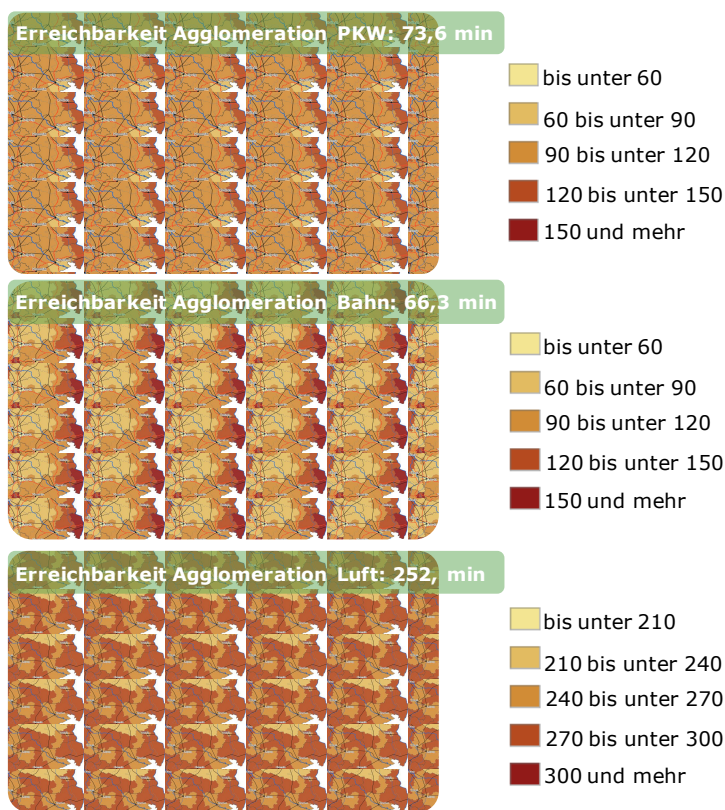 Erreichbarkeit Agglomeration PKW: 73,6 min
bis unter 60
60 bis unter 90
90 bis unter 120
120 bis unter 150
150 und mehr
Erreichbarkeit Agglomeration Bahn: 66,3 min
bis unter 60
60 bis unter 90
90 bis unter 120
120 bis unter 150
150 und mehr
Erreichbarkeit Agglomeration Luft: 252, min
bis unter 210
210 bis unter 240
240 bis unter 270
270 bis unter 300
300 und mehr